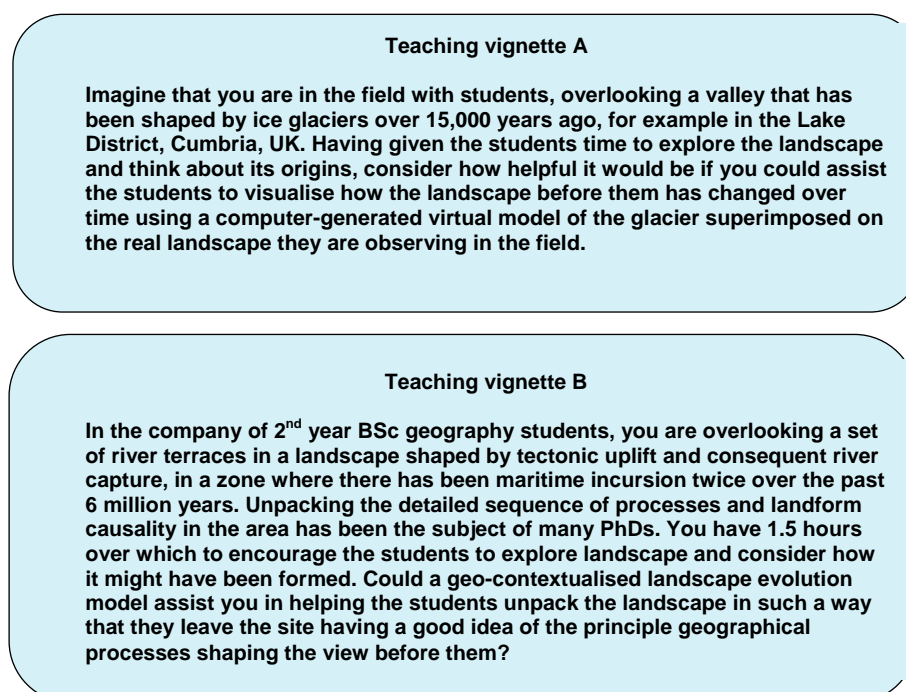 Teaching vignette A
Imagine that you are in the field with students, overlooking a valley that has
been shaped by ice glaciers over 15,000 years ago, for example in the Lake
District, Cumbria, UK. Having given the students time to explore the landscape
and think about its origins, consider how helpful it would be if you could assist
the students to visualise how the landscape before them has changed over
time using a computer-generated virtual model of the glacier superimposed on
the real landscape they are observing in the field.
Teaching vignette B
In the company of 2nd year BSc geography students, you are overlooking a set
of river terraces in a landscape shaped by tectonic uplift and consequent river
capture, in a zone where there has been maritime incursion twice over the past
6 million years. Unpacking the detailed sequence of processes and landform
causality in the area has been the subject of many PhDs. You have 1.5 hours
over which to encourage the students to explore landscape and consider how
it might have been formed. Could a geo-contextualised landscape evolution
model assist you in helping the students unpack the landscape in such a way
that they leave the site having a good idea of the principle geographical
processes shaping the view before them?